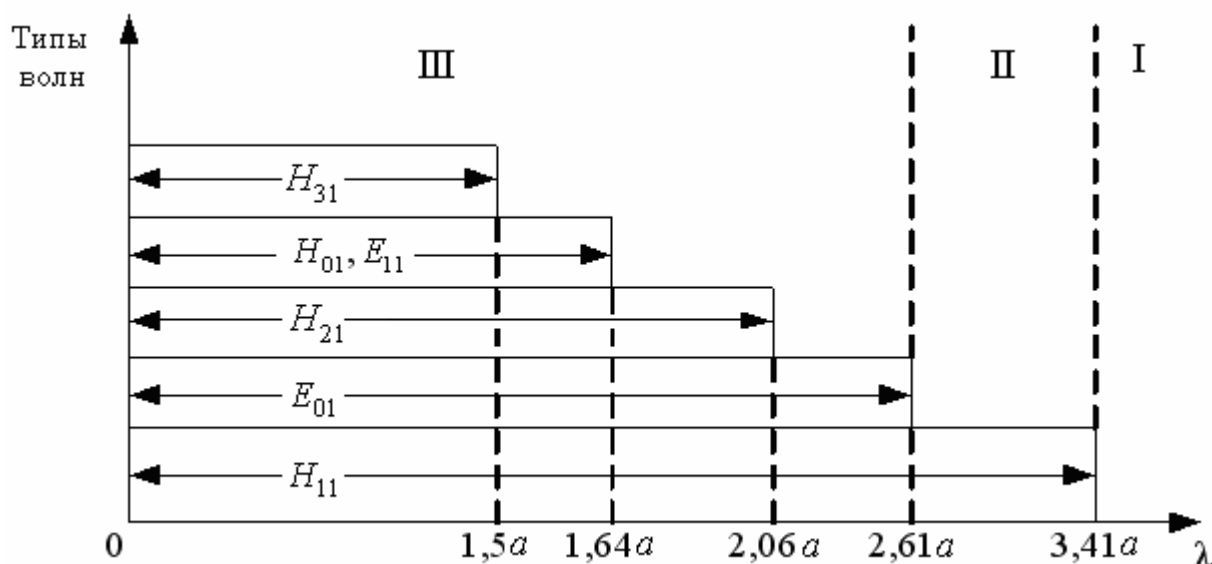 Типы
волн
III
II
I
H31
H01, E11
H21
E01
H11
0
1,5a
1,64a
2,06a
2,61a
3,41a
λ